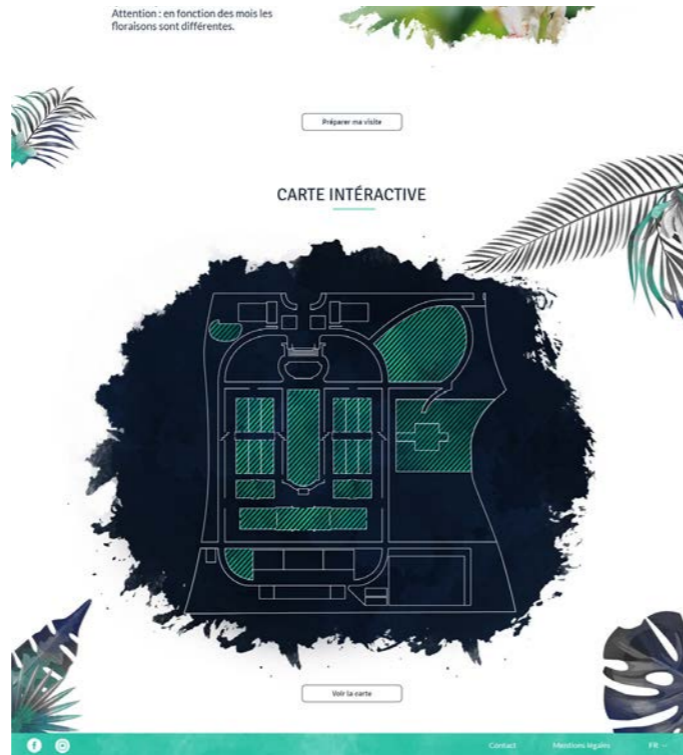 Attention : en fonction des mois les
floraisons sont différentes.
Préparer ma visite
CARTE INTÉRACTIVE
Voir la carte
Contact
Mentions légales
FR